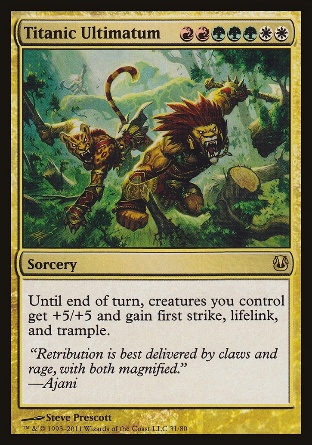 Titanic Ultimatum
Sorcery
Until end of turn, creatures you control
get +5/+5 and gain first strike, lifelink,
and trample.
"Retribution is best delivered by claws and
rage, with both magnified."
—Ajani
Steve Prescott
™ & © 1993–2011 Wizards of the Coast LLC 31/80